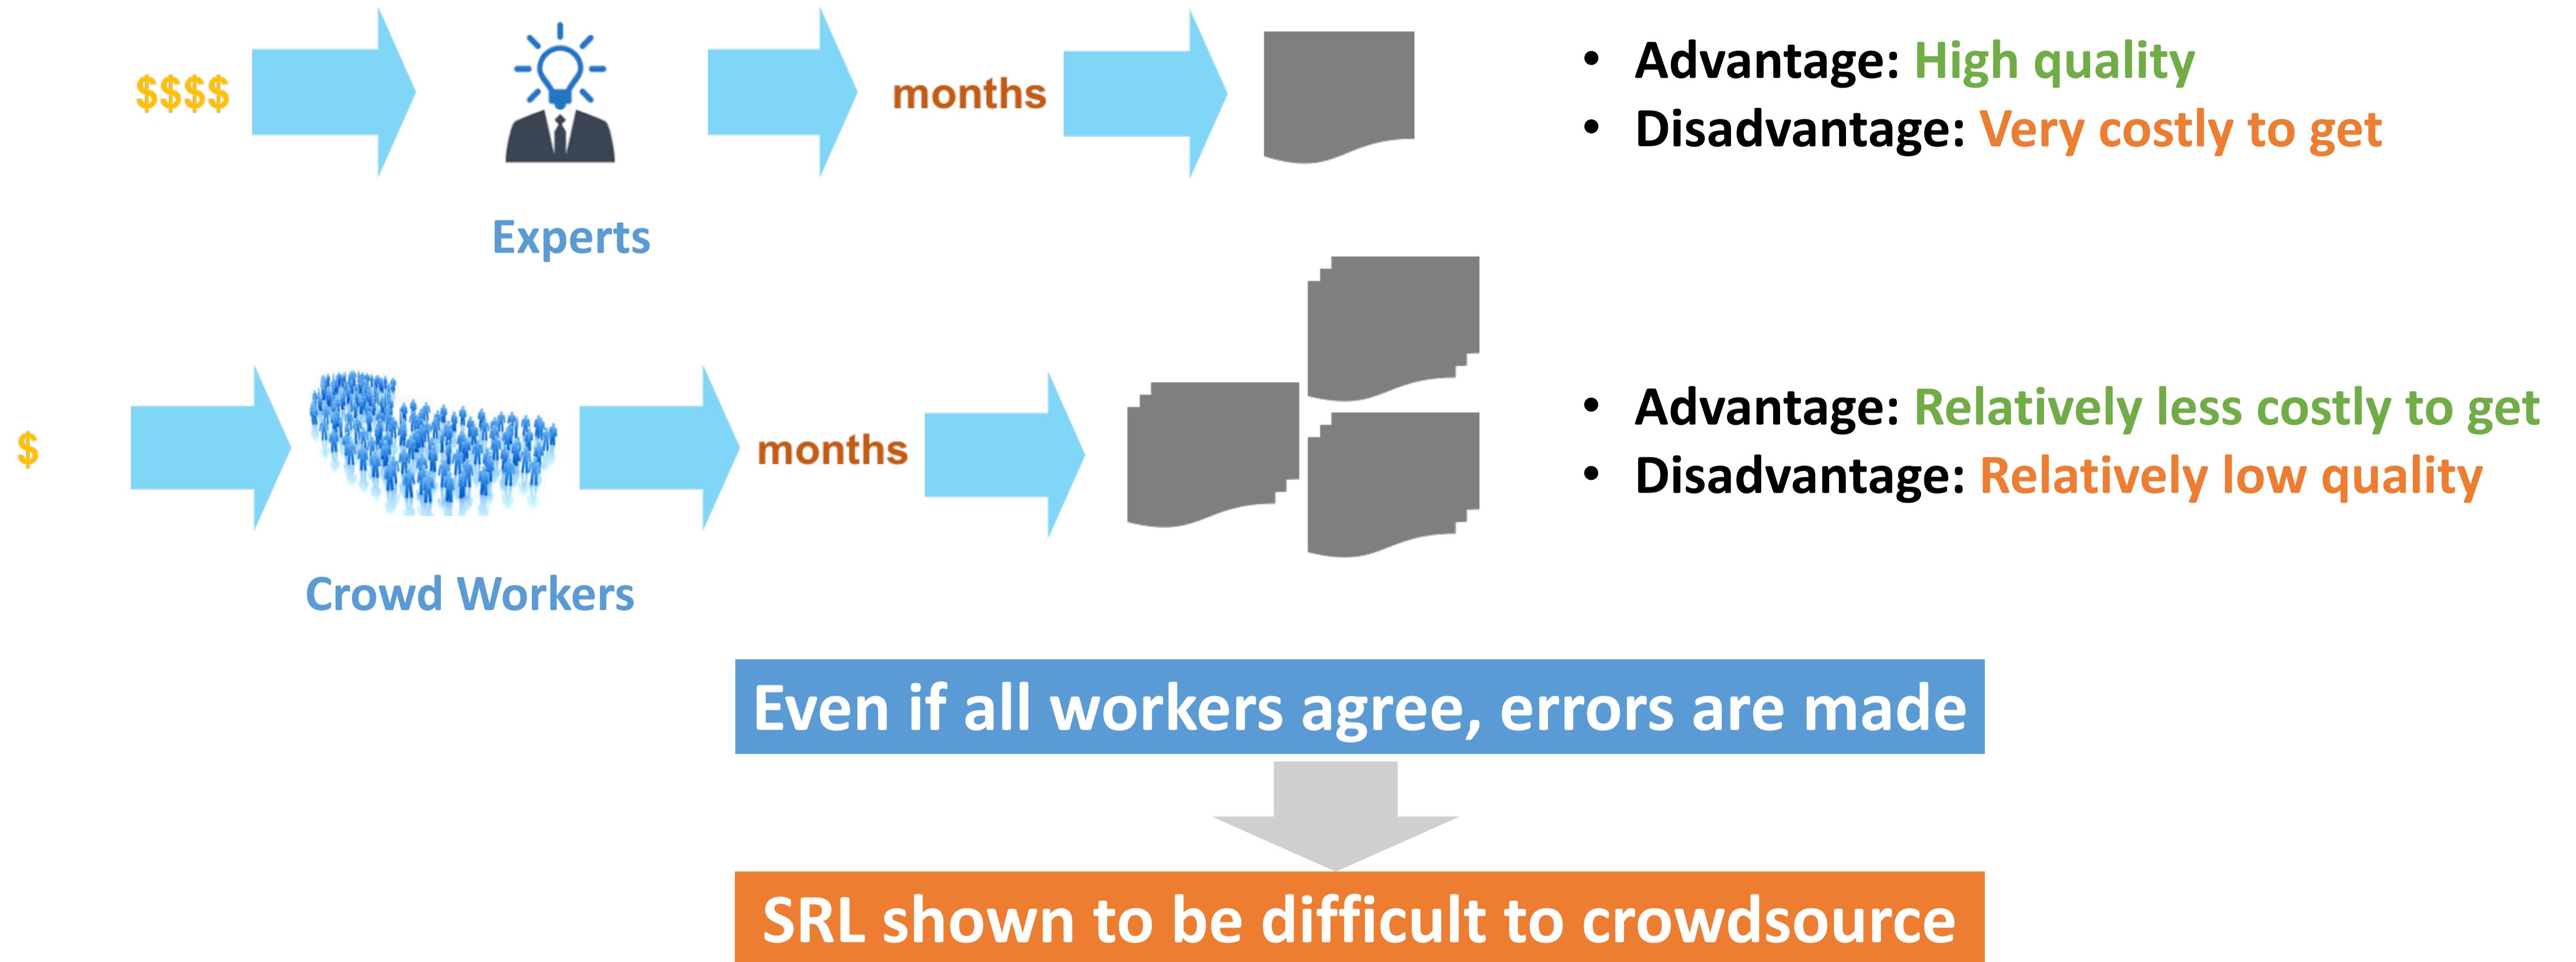 $$$$
months
Experts
• Advantage: High quality
• Disadvantage: Very costly to get
$
months
Crowd Workers
• Advantage: Relatively less costly to get
• Disadvantage: Relatively low quality
Even if all workers agree, errors are made
SRL shown to be difficult to crowdsource